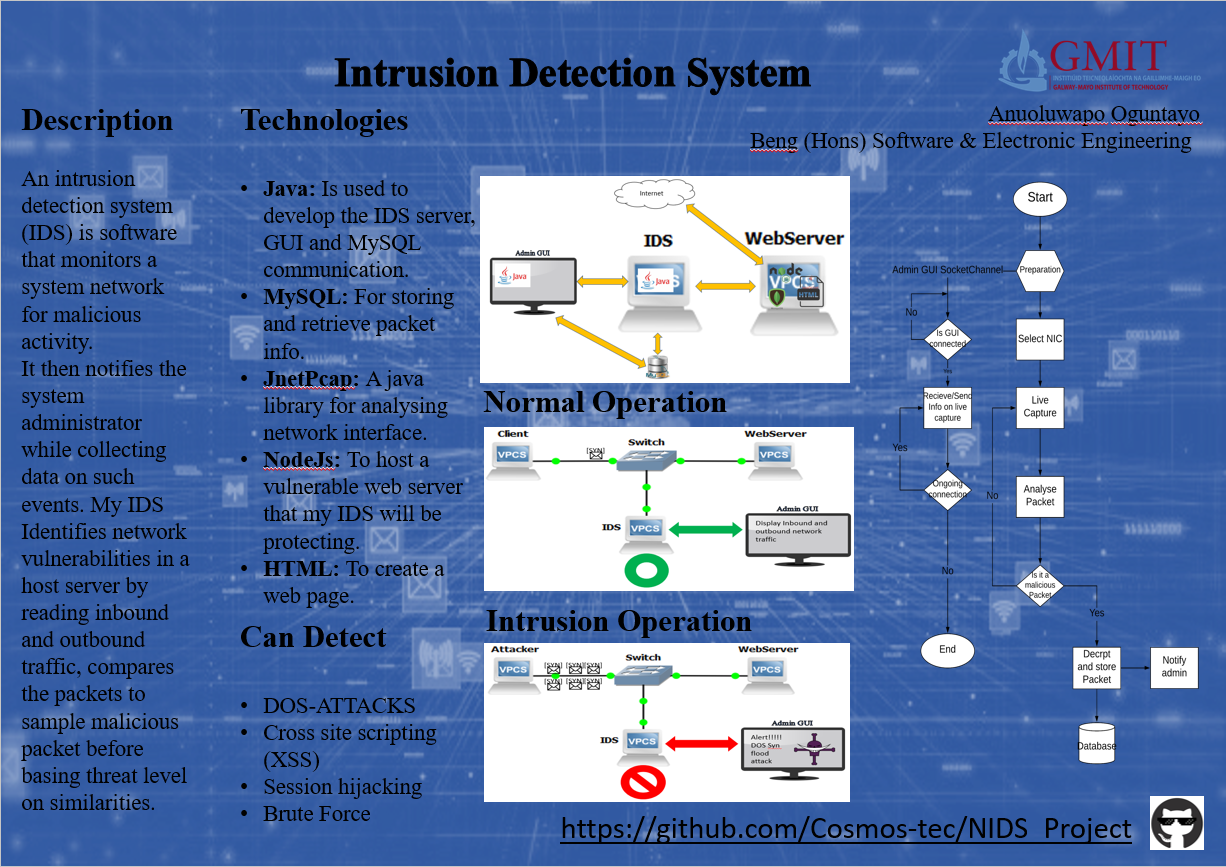 Intrusion Detection System
GMIT
INSTITIUID TEICNEOLAIOCHTA NA GAILLIMHE-MAIGH EO
GALWAY-MAYO INSTITUTE OF TECHNOLOGY
Anuoluwapo Oguntayo
Beng (Hons) Software & Electronic Engineering
Description
An intrusion
detection system
(IDS) is software
that monitors a
system network
for malicious
activity.
It then notifies the
system
administrator
while collecting
data on such
events. My IDS
Identifies network
vulnerabilities in a
host server by
reading inbound
and outbound
traffic, compares
the packets to
sample malicious
packet before
basing threat level
on similarities.
Technologies
• Java: Is used to
develop the IDS server,
GUI and MySQL
communication.
• MySQL: For storing
and retrieve packet
info.
• JnetPcap: A java
library for analysing
network interface.
• NodeJs: To host a
vulnerable web server
that my IDS will be
protecting.
• HTML: To create a
web page.
Can Detect
• DOS-ATTACKS
• Cross site scripting
(XSS)
• Session hijacking
• Brute Force
Internet
IDS
WebServer
Admin GUI
Java
Java
node
VPCS
HTML
Normal Operation
Client
Switch
WebServer
VPCS
[SYN]
VPCS
IDS
VPCS
Admin GUI
Display Inbound and
outbound network
traffic
Intrusion Operation
Attacker
Switch
WebServer
VPCS
[SYN] [SYN] [SYN]
[SYN] [SYN] [SYN]
VPCS
IDS
VPCS
Admin GUI
Alert!!!!!
DOS Syn
flood
attack
Start
Admin GUI SocketChannel
Preparation
No
Is GUI
connected
Select NIC
Yes
Recieve/Send
Info on live
capture
Live
Capture
Yes
Ongoing
connection
No
Analyse
Packet
No
Is it a
malicious
Packet
Yes
End
Decrpt
and store
Packet
Notify
admin
Database
https://github.com/Cosmos-tec/NIDS_Project